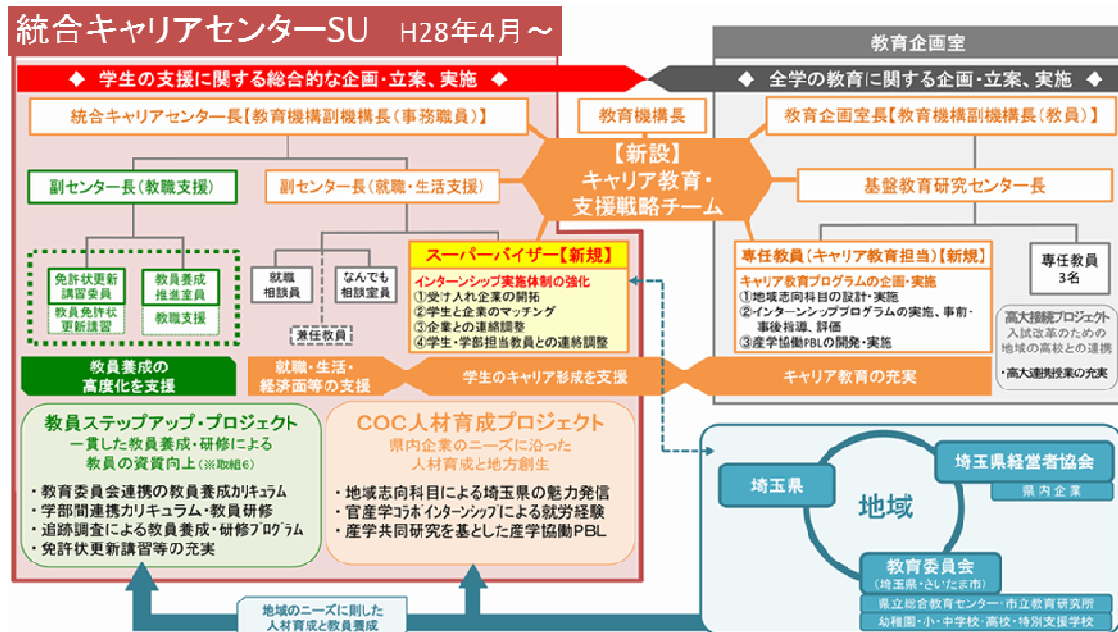 統合キャリアセンターSU H28年4月～
教育企画室
◆ 学生の支援に関する総合的な企画・立案、実施 ◆
◆ 全学の教育に関する企画・立案、実施 ◆
統合キャリアセンター長【教育機構副機構長(事務職員)】
教育機構長
教育企画室長【教育機構副機構長(教員)】
【新設】
キャリア教育・
支援戦略チーム
副センター長(教職支援)
副センター長(就職・生活支援)
基盤教育研究センター長
免許状更新
講習委員
教員免許状
更新講習
教員養成
推進室員
教職支援
就職
相談員
なんでも
相談室員
兼任教員
スーパーバイザー【新規】
インターンシップ実施体制の強化
①受け入れ企業の開拓
②学生と企業のマッチング
③企業との連絡調整
④学生・学部担当教員との連絡調整
専任教員(キャリア教育担当)【新規】
キャリア教育プログラムの企画・実施
①地域志向科目の設計・実施
②インターンシッププログラムの実施、事前・
事後指導、評価
③産学協働PBLの開発・実施
専任教員
3名
高大接続プロジェクト
入試改革のための
地域の高校との連携
・高大連携授業の充実
教員養成の
高度化を支援
就職・生活・
経済面等の支援
学生のキャリア形成を支援
キャリア教育の充実
教員ステップアップ・プロジェクト
一貫した教員養成・研修による
教員の資質向上(※取組6)
・教育委員会連携の教員養成カリキュラム
・学部間連携カリキュラム・教員研修
・追跡調査による教員養成・研修プログラム
・免許状更新講習等の充実
COC人材育成プロジェクト
県内企業のニーズに沿った
人材育成と地方創生
・地域志向科目による埼玉県の魅力発信
・官産学コラボインターンシップによる就労経験
・産学共同研究を基とした産学協働PBL
埼玉県
地域
埼玉県経営者協会
県内企業
教育委員会
(埼玉県・さいたま市)
県立総合教育センター・市立教育研究所
幼稚園・小・中学校・高校・特別支援学校
地域のニーズに則した
人材育成と教員養成